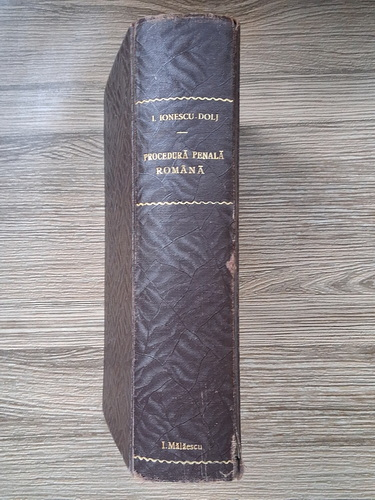 I. IONESCU-DOLJ
PROCEDURĂ PENALĂ
ROMÂNĂ
I. Mălăescu